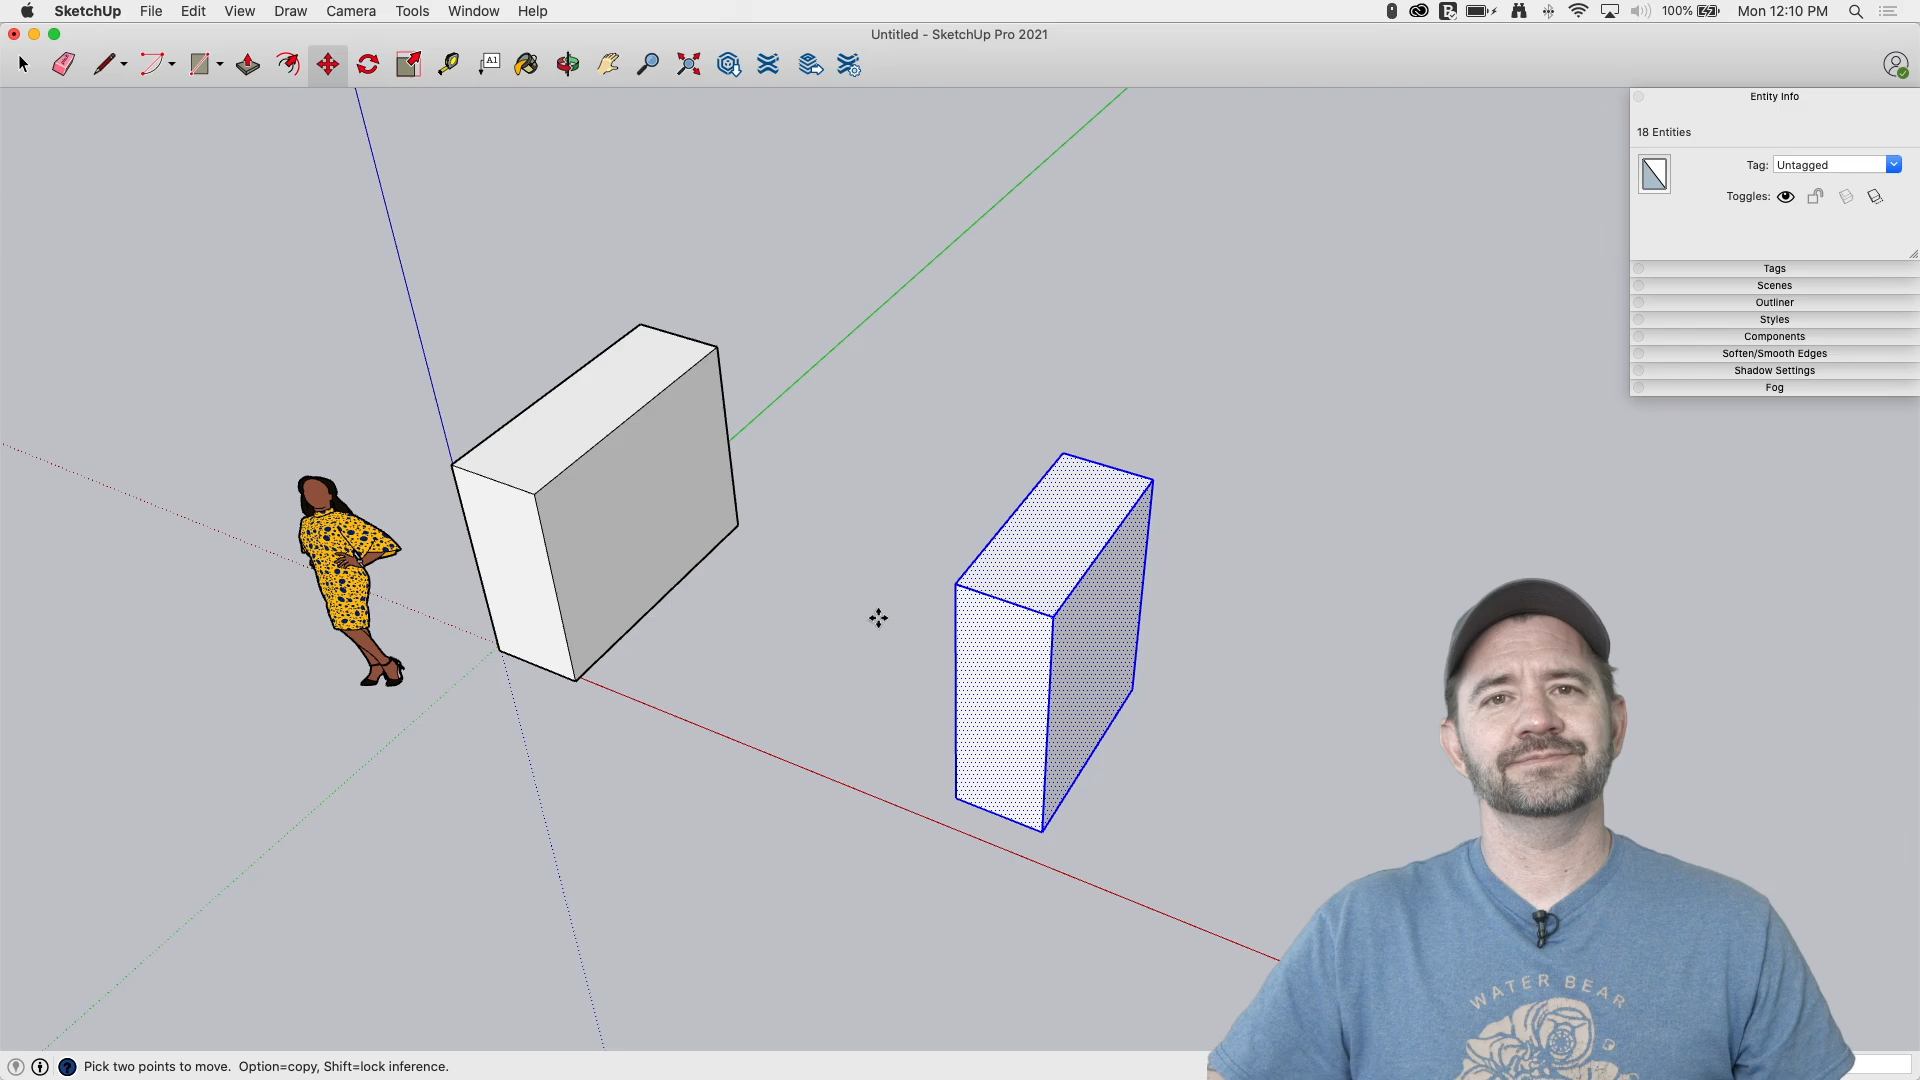 SketchUp File Edit View Draw Camera Tools Window Help
100% Mon 12:10 PM
Untitled - SketchUp Pro 2021
A1
Entity Info
18 Entities
Tag: Untagged
Toggles:
Tags
Scenes
Outliner
Styles
Components
Soften/Smooth Edges
Shadow Settings
Fog
WATER BEAR
Pick two points to move. Option=copy, Shift=lock inference.